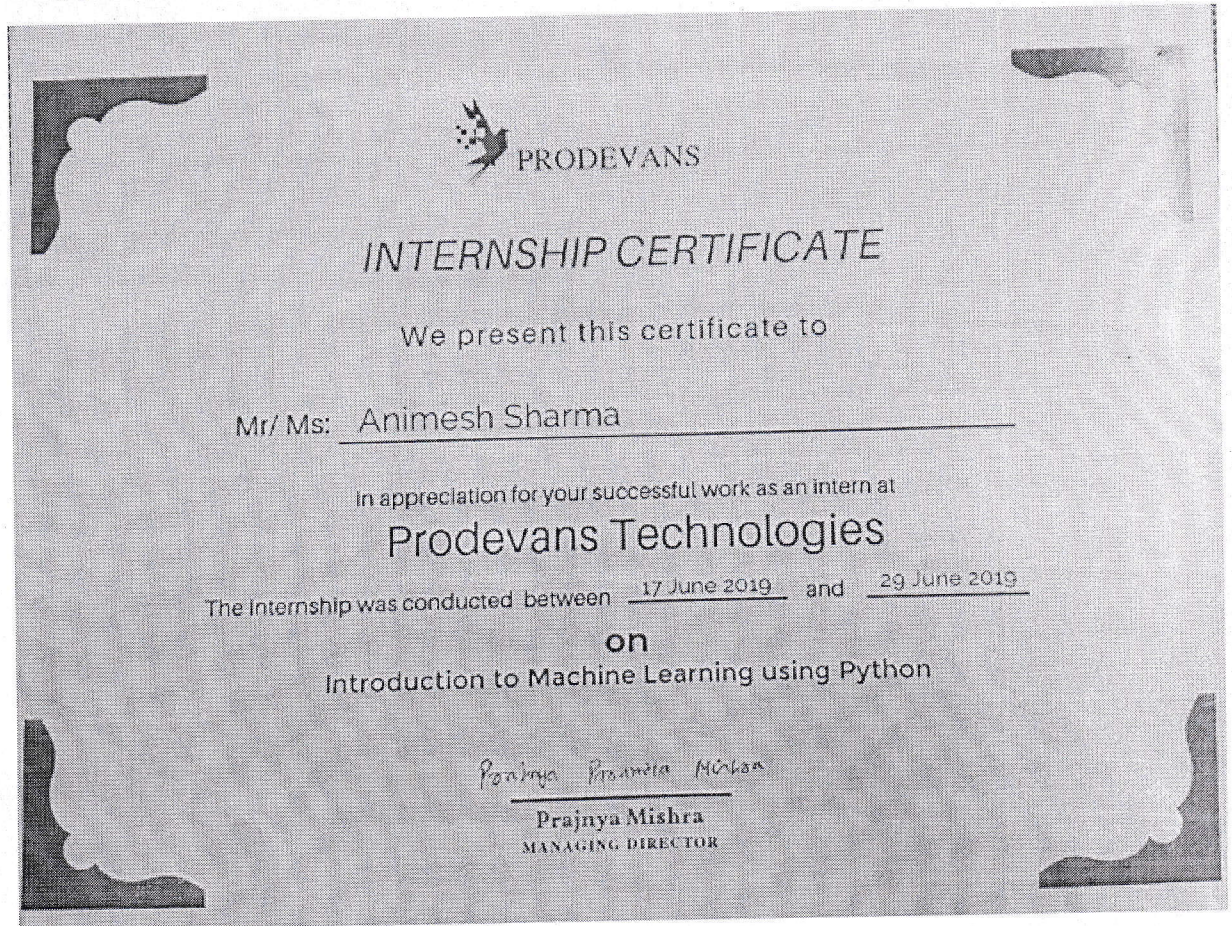 PRODEVANS
INTERNSHIP CERTIFICATE
We present this certificate to
Mr/ Ms: Animesh Sharma
in appreciation for your successful work as an intern at
Prodevans Technologies
The internship was conducted between 17 June 2019 and 29 June 2019
on
Introduction to Machine Learning using Python
Prajnya Mishra
MANAGING DIRECTOR